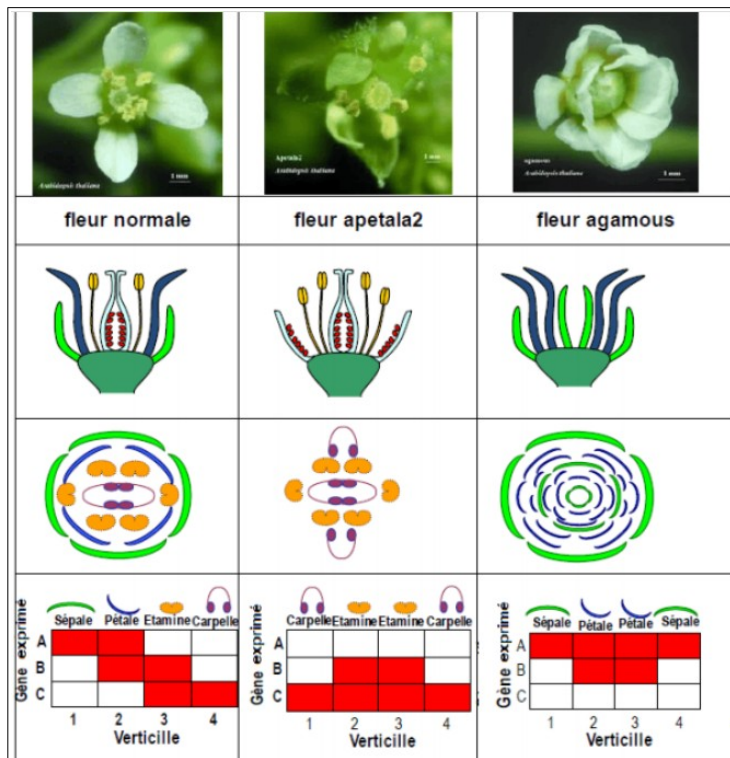 Arabidopsis thaliana
1 mm
Apetala2
Arabidopsis thaliana
1 mm
agamous
Arabidopsis thaliana
1 mm
fleur normale
fleur apetala2
fleur agamous
Sépale Pétale Etamine Carpelle
Gène exprimé
A
B
C
1 2 3 4
Verticille
Carpelle Etamine Etamine Carpelle
Gène exprimé
A
B
C
1 2 3 4
Verticille
Sépale Pétale Pétale Sépale
Gène exprimé
A
B
C
1 2 3 4
Verticille